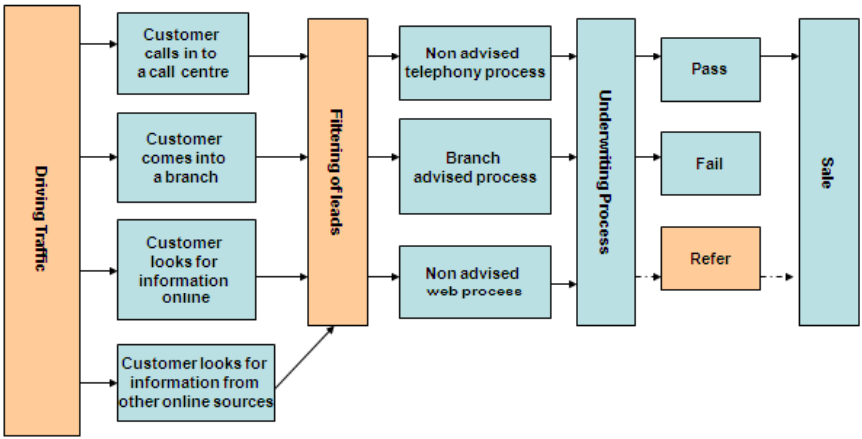 Driving Traffic
Customer
calls in to
a call centre
Customer
comes into
a branch
Customer
looks for
information
online
Customer looks for
information from
other online sources
Filtering of leads
Non advised
telephony process
Branch
advised process
Non advised
web process
Underwriting Process
Pass
Fail
Refer
Sale